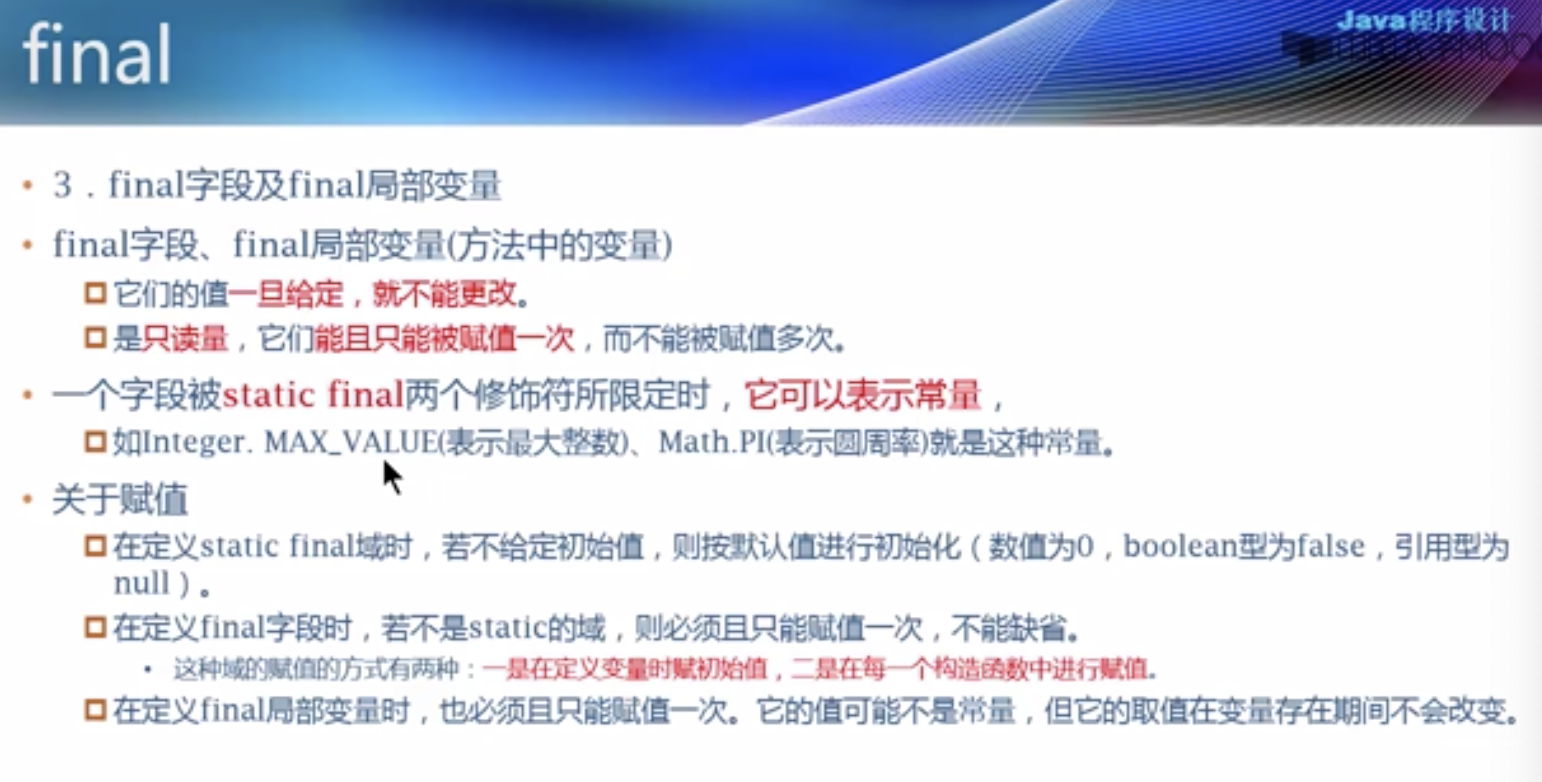 final
Java程序设计
3．final字段及final局部变量
final字段、final局部变量(方法中的变量)
它们的值一旦给定，就不能更改。
是只读量，它们能且只能被赋值一次，而不能被赋值多次。
一个字段被static final两个修饰符所限定时，它可以表示常量，
如Integer. MAX_VALUE(表示最大整数)、Math.PI(表示圆周率)就是这种常量。
关于赋值
在定义static final域时，若不给定初始值，则按默认值进行初始化（数值为0，boolean型为false，引用型为
null）。
在定义final字段时，若不是static的域，则必须且只能赋值一次，不能缺省。
这种域的赋值的方式有两种：一是在定义变量时赋初始值，二是在每一个构造函数中进行赋值。
在定义final局部变量时，也必须且只能赋值一次。它的值可能不是常量，但它的取值在变量存在期间不会改变。